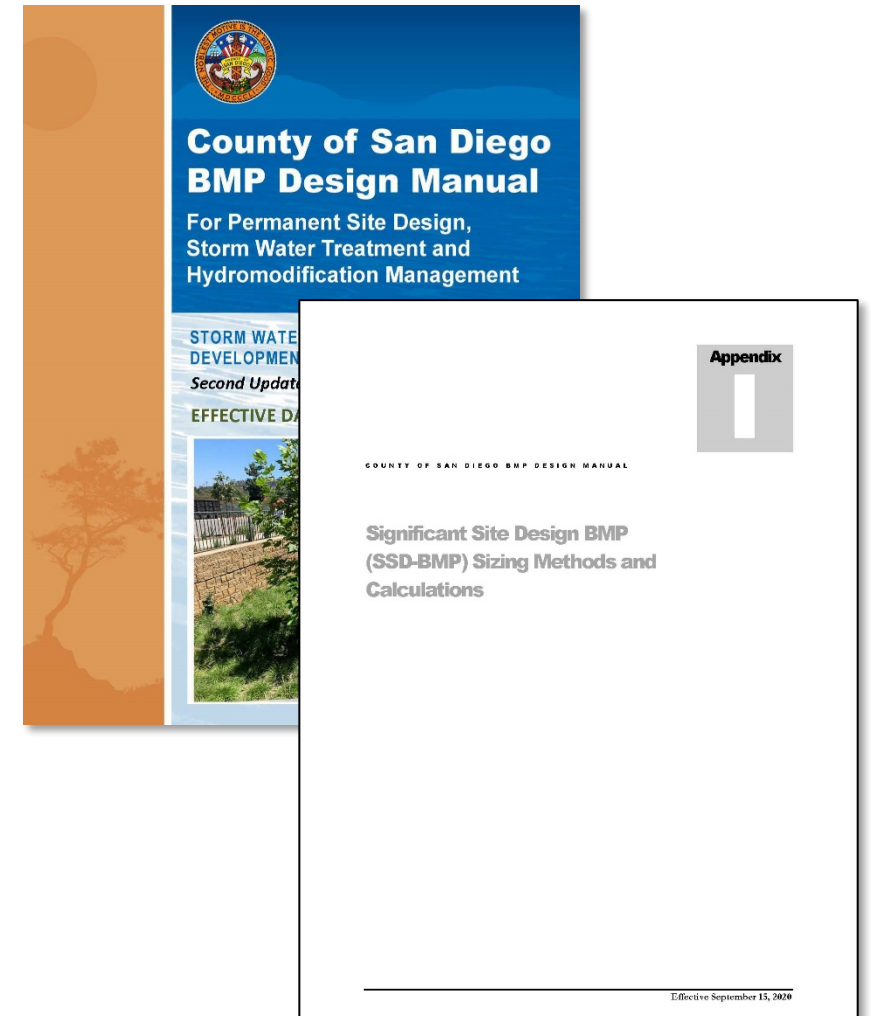 County of San Diego
BMP Design Manual
For Permanent Site Design,
Storm Water Treatment and
Hydromodification Management
STORM WATE
DEVELOPMEN
Second Update
EFFECTIVE DA
Appendix
I
COUNTY OF SAN DIEGO BMP DESIGN MANUAL
Significant Site Design BMP
(SSD-BMP) Sizing Methods and
Calculations
Effective September 15, 2020